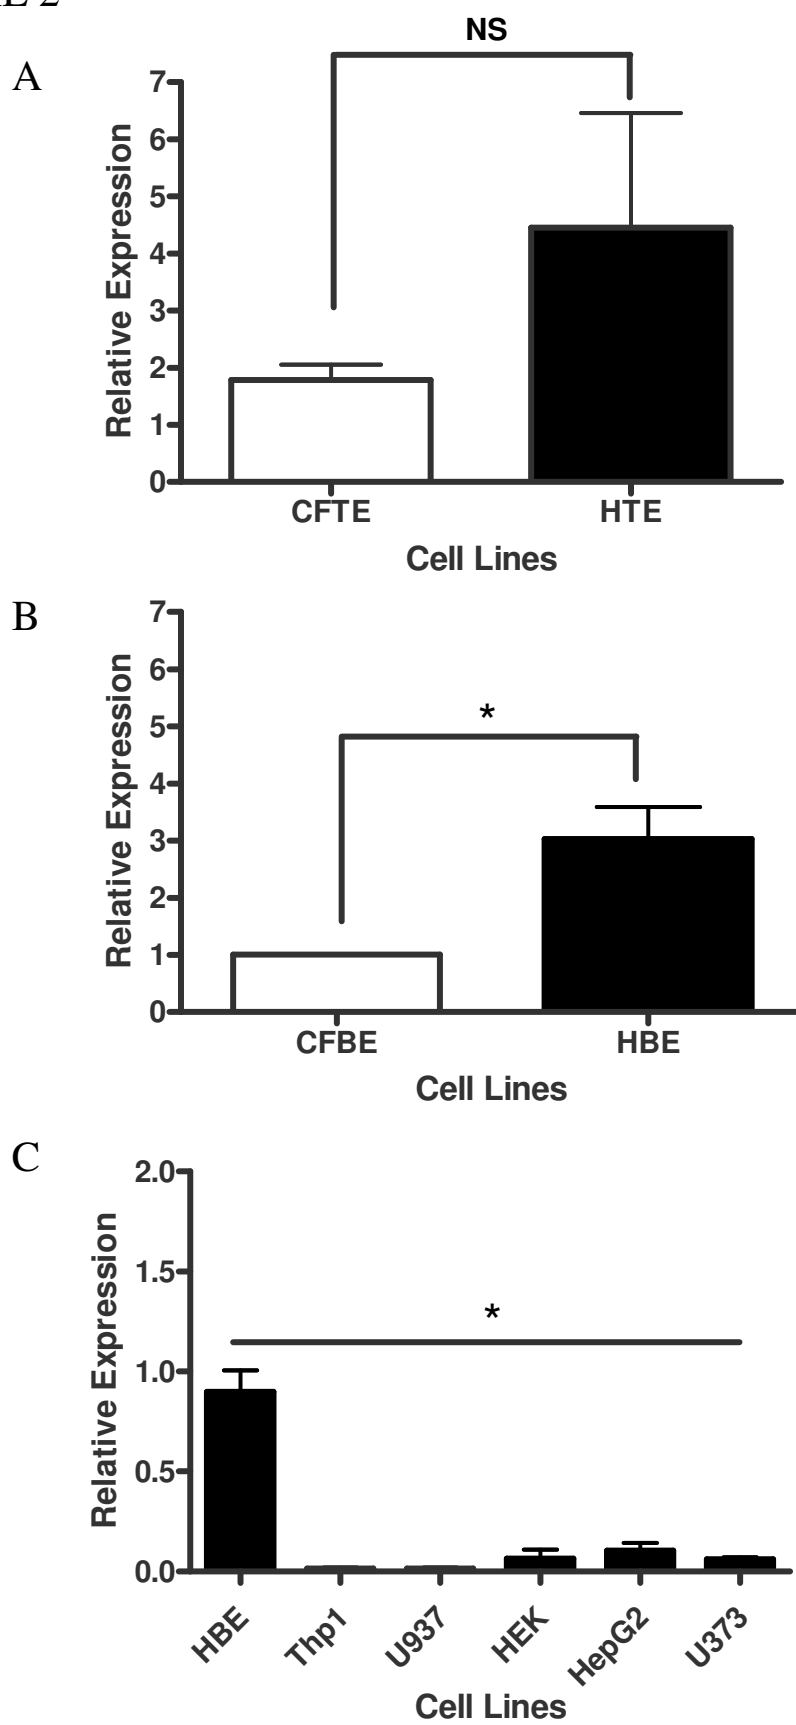 NS
A
7
6
5
4
3
2
1
0
Relative Expression
CFTE HTE
Cell Lines
B
7
6
5
4
3
2
1
0
Relative Expression
*
CFBE HBE
Cell Lines
C
2.0
1.5
1.0
0.5
0.0
Relative Expression
*
HBE Thp1 U937 HEK HepG2 U373
Cell Lines